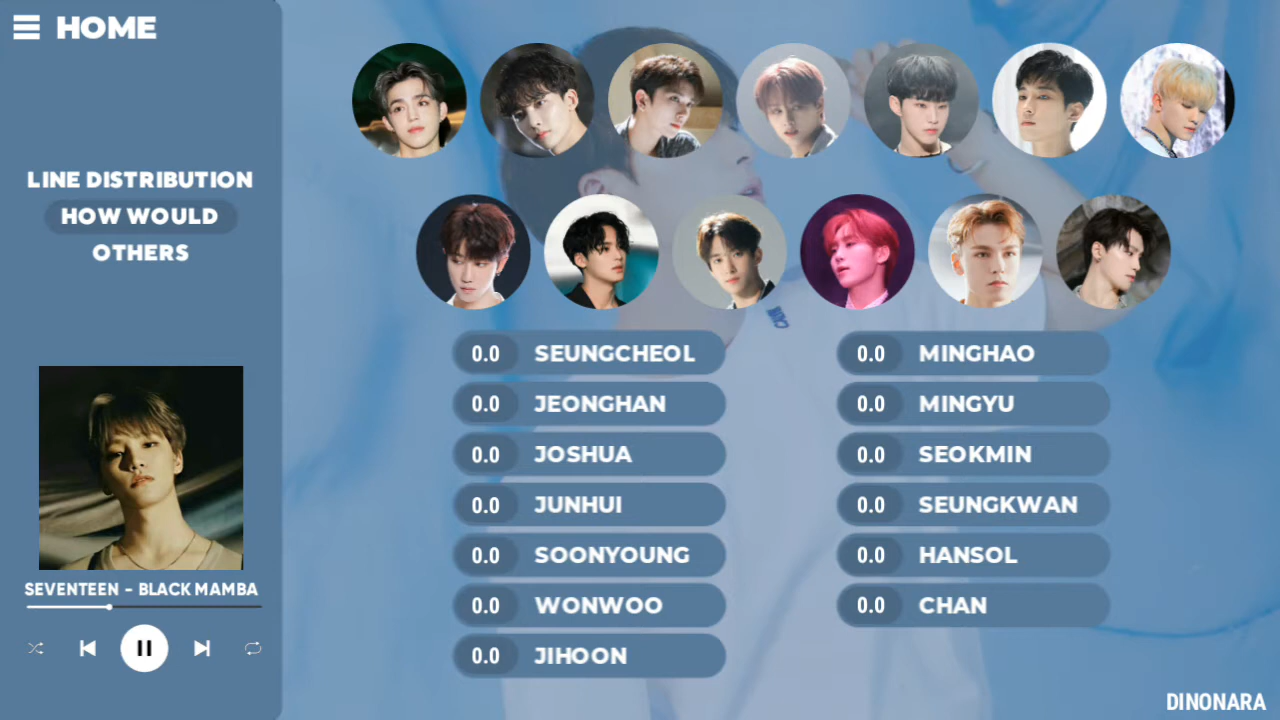 HOME
LINE DISTRIBUTION
HOW WOULD
OTHERS
SEVENTEEN - BLACK MAMBA
0.0 SEUNGCHEOL
0.0 JEONGHAN
0.0 JOSHUA
0.0 JUNHUI
0.0 SOONYOUNG
0.0 WONWOO
0.0 JIHOON
0.0 MINGHAO
0.0 MINGYU
0.0 SEOKMIN
0.0 SEUNGKWAN
0.0 HANSOL
0.0 CHAN
DINONARA